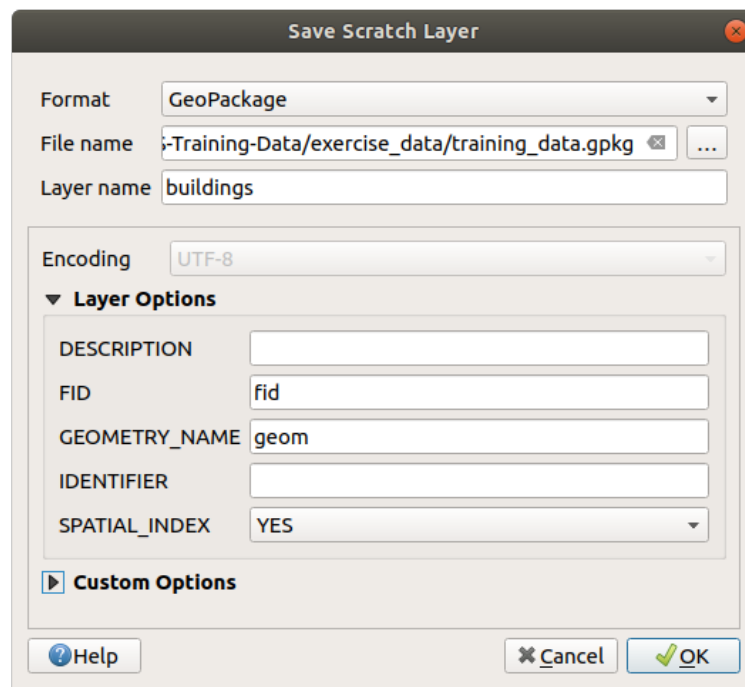 Save Scratch Layer
Format GeoPackage
File name -Training-Data/exercise_data/training_data.gpkg ...
Layer name buildings
Encoding UTF-8
Layer Options
DESCRIPTION
FID fid
GEOMETRY_NAME geom
IDENTIFIER
SPATIAL_INDEX YES
Custom Options
Help Cancel OK